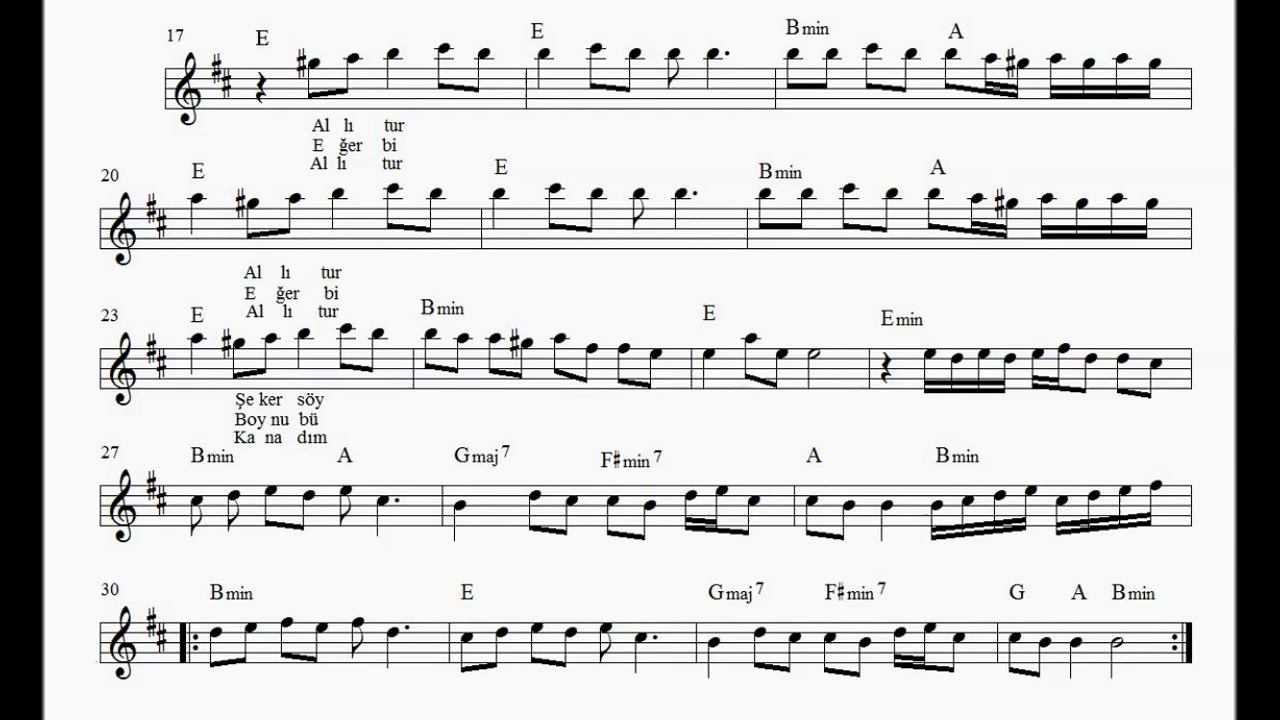 17 E E Bmin A
Al lı tur
E ğer bi
Al lı tur
20 E E Bmin A
Al lı tur
E ğer bi
Al lı tur
23 E Bmin E Emin
Şe ker söy
Boy nu bü
Ka na dım
27 Bmin A Gmaj7 F♯min7 A Bmin
30 Bmin E Gmaj7 F♯min7 G A Bmin